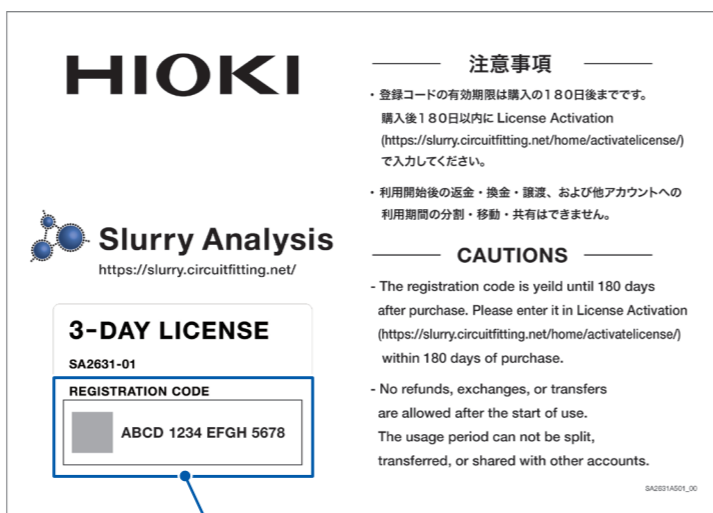 HIOKI
Slurry Analysis
https://slurry.circuitfitting.net/
3-DAY LICENSE
SA2631-01
REGISTRATION CODE
ABCD 1234 EFGH 5678
注意事項
・登録コードの有効期限は購入の180日後までです。
購入後180日以内に License Activation
(https://slurry.circuitfitting.net/home/activatelicense/)
で入力してください。
・利用開始後の返金・換金・譲渡、および他アカウントへの
利用期間の分割・移動・共有はできません。
CAUTIONS
- The registration code is yeild until 180 days
after purchase. Please enter it in License Activation
(https://slurry.circuitfitting.net/home/activatelicense/)
within 180 days of purchase.
- No refunds, exchanges, or transfers
are allowed after the start of use.
The usage period can not be split,
transferred, or shared with other accounts.
SA2631A501_00